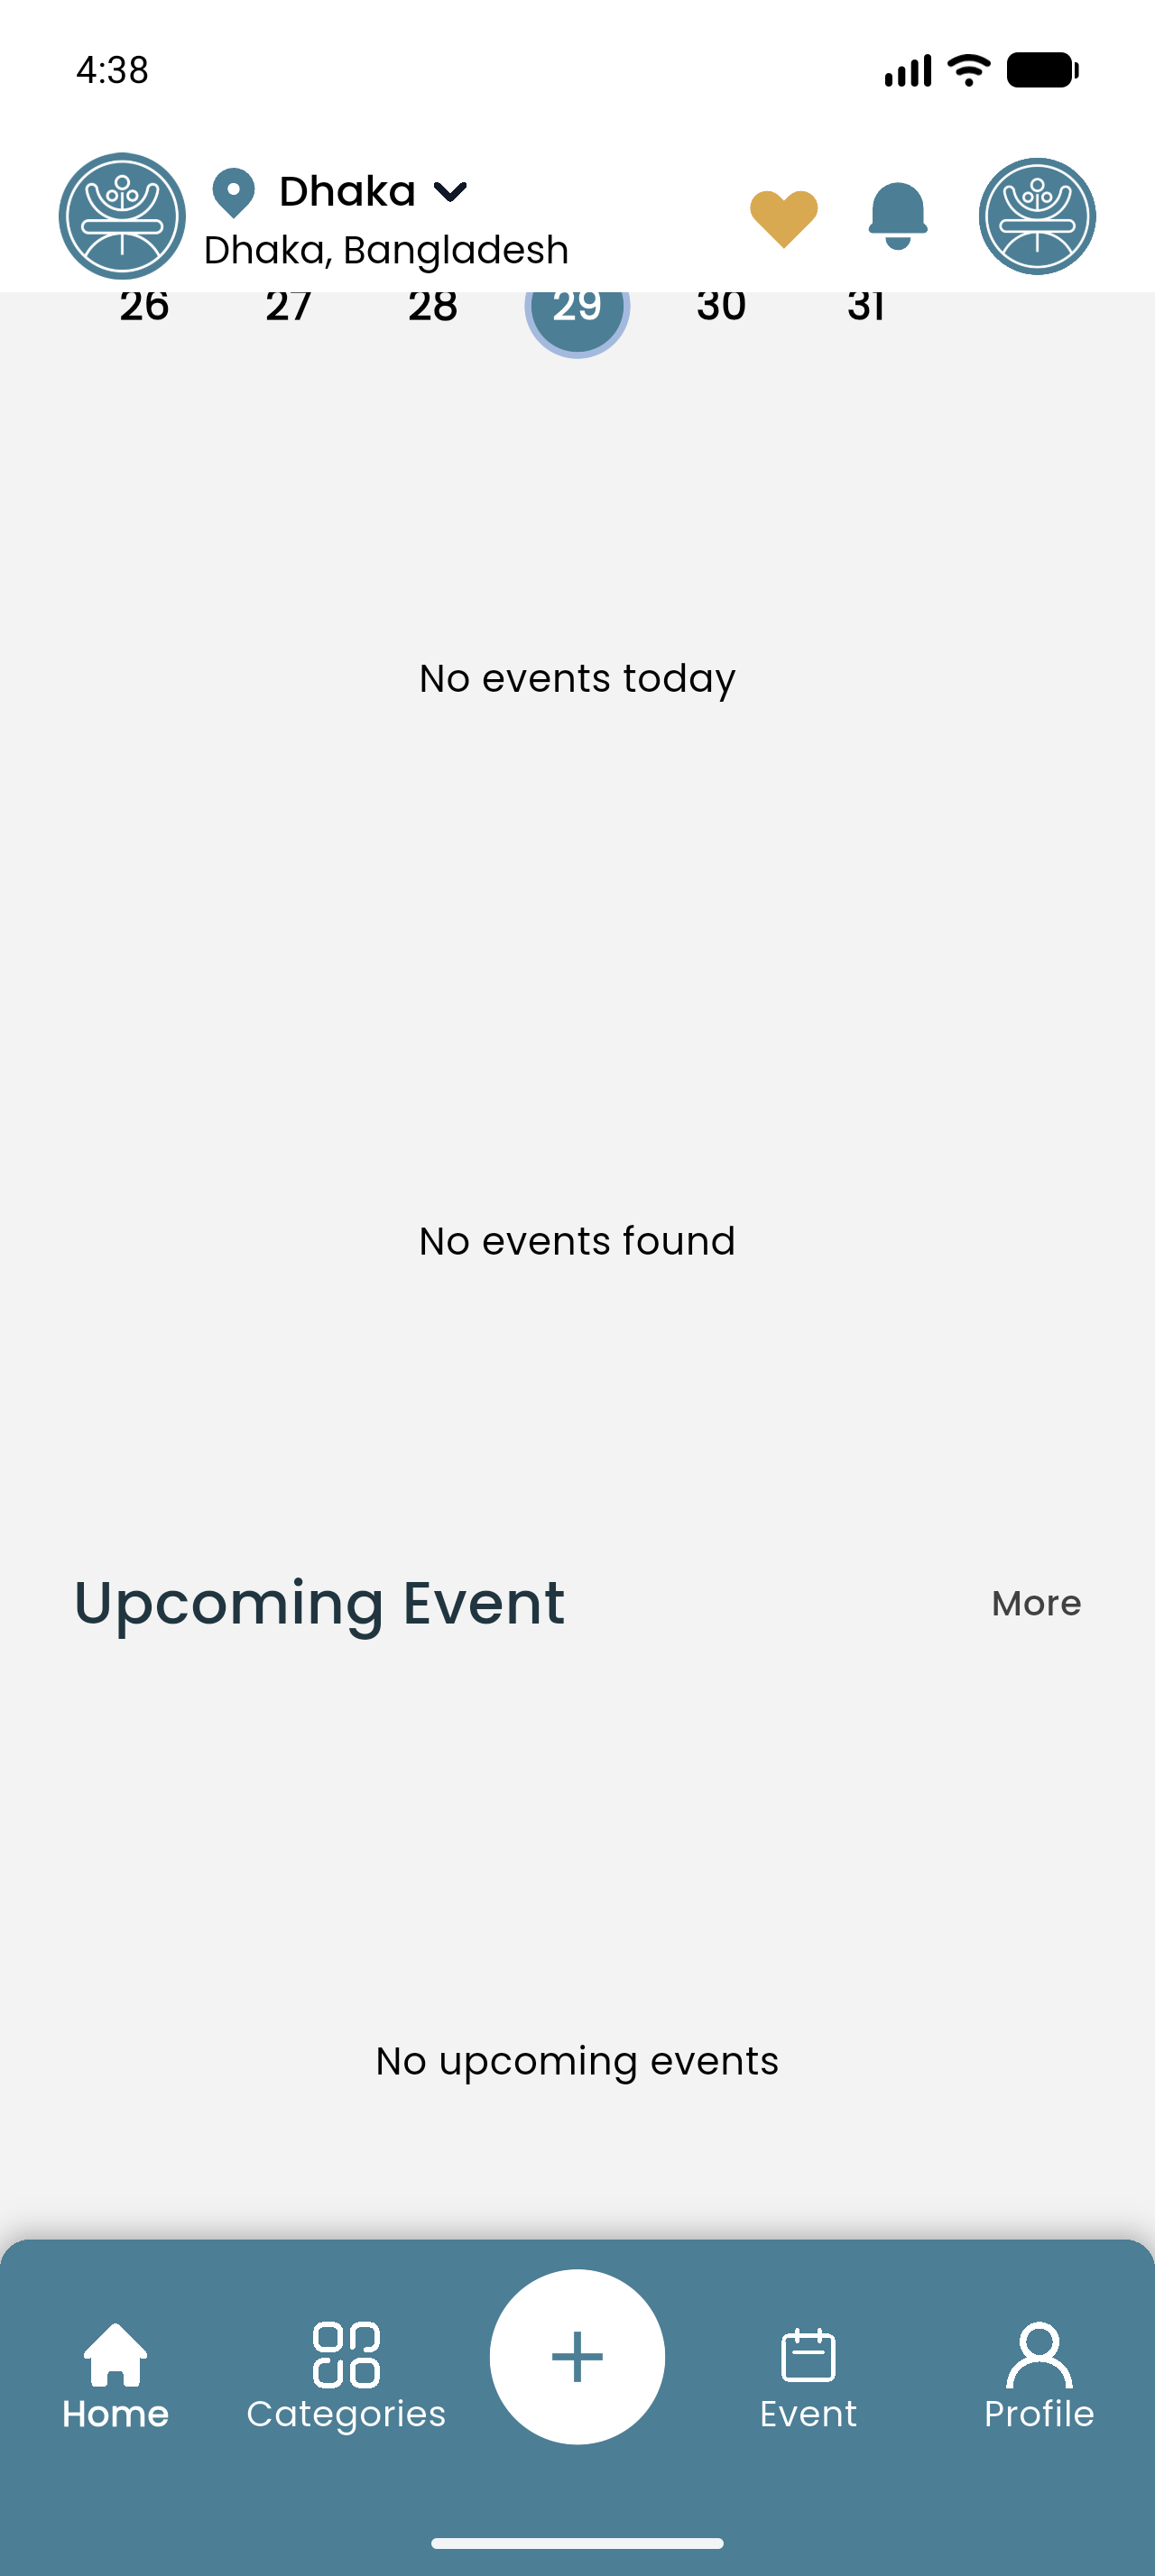 4:38
Dhaka
Dhaka, Bangladesh
26 27 28 29 30 31
No events today
No events found
Upcoming Event More
No upcoming events
Home Categories Event Profile